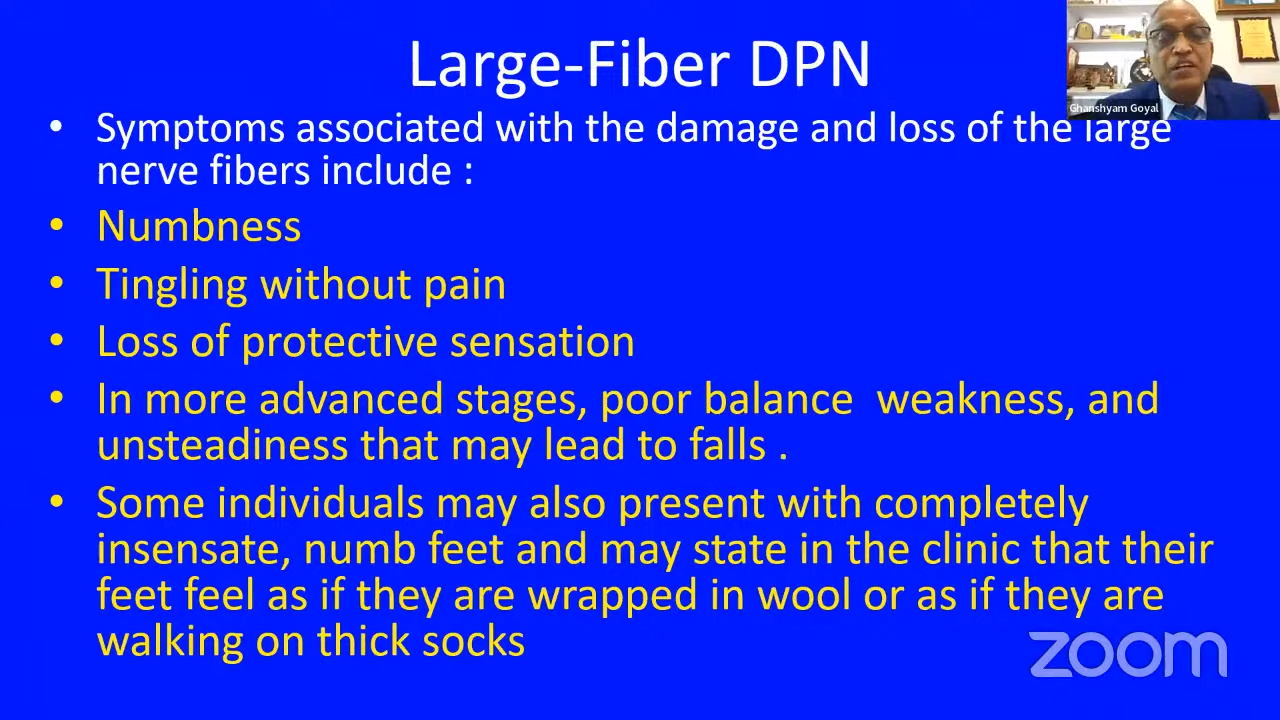 Large-Fiber DPN
Ghanshyam Goyal
• Symptoms associated with the damage and loss of the large
nerve fibers include :
• Numbness
• Tingling without pain
• Loss of protective sensation
• In more advanced stages, poor balance  weakness, and
unsteadiness that may lead to falls .
• Some individuals may also present with completely
insensate, numb feet and may state in the clinic that their
feet feel as if they are wrapped in wool or as if they are
walking on thick socks
zoom